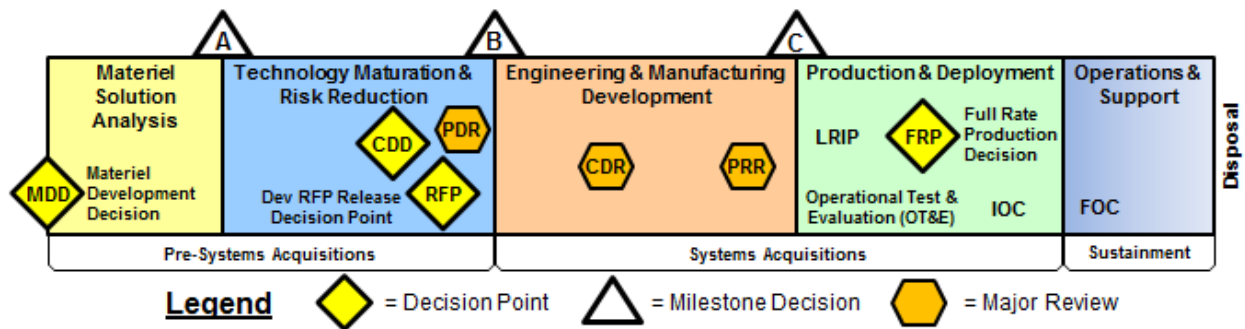 A
B
C
Materiel
Solution
Analysis
MDD
Materiel
Development
Decision
Technology Maturation &
Risk Reduction
CDD
PDR
Dev RFP Release
Decision Point
RFP
Engineering & Manufacturing
Development
CDR
PRR
Production & Deployment
LRIP
FRP
Full Rate
Production
Decision
Operational Test &
Evaluation (OT&E)
IOC
Operations &
Support
FOC
Disposal
Pre-Systems Acquisitions
Systems Acquisitions
Sustainment
Legend
= Decision Point
= Milestone Decision
= Major Review